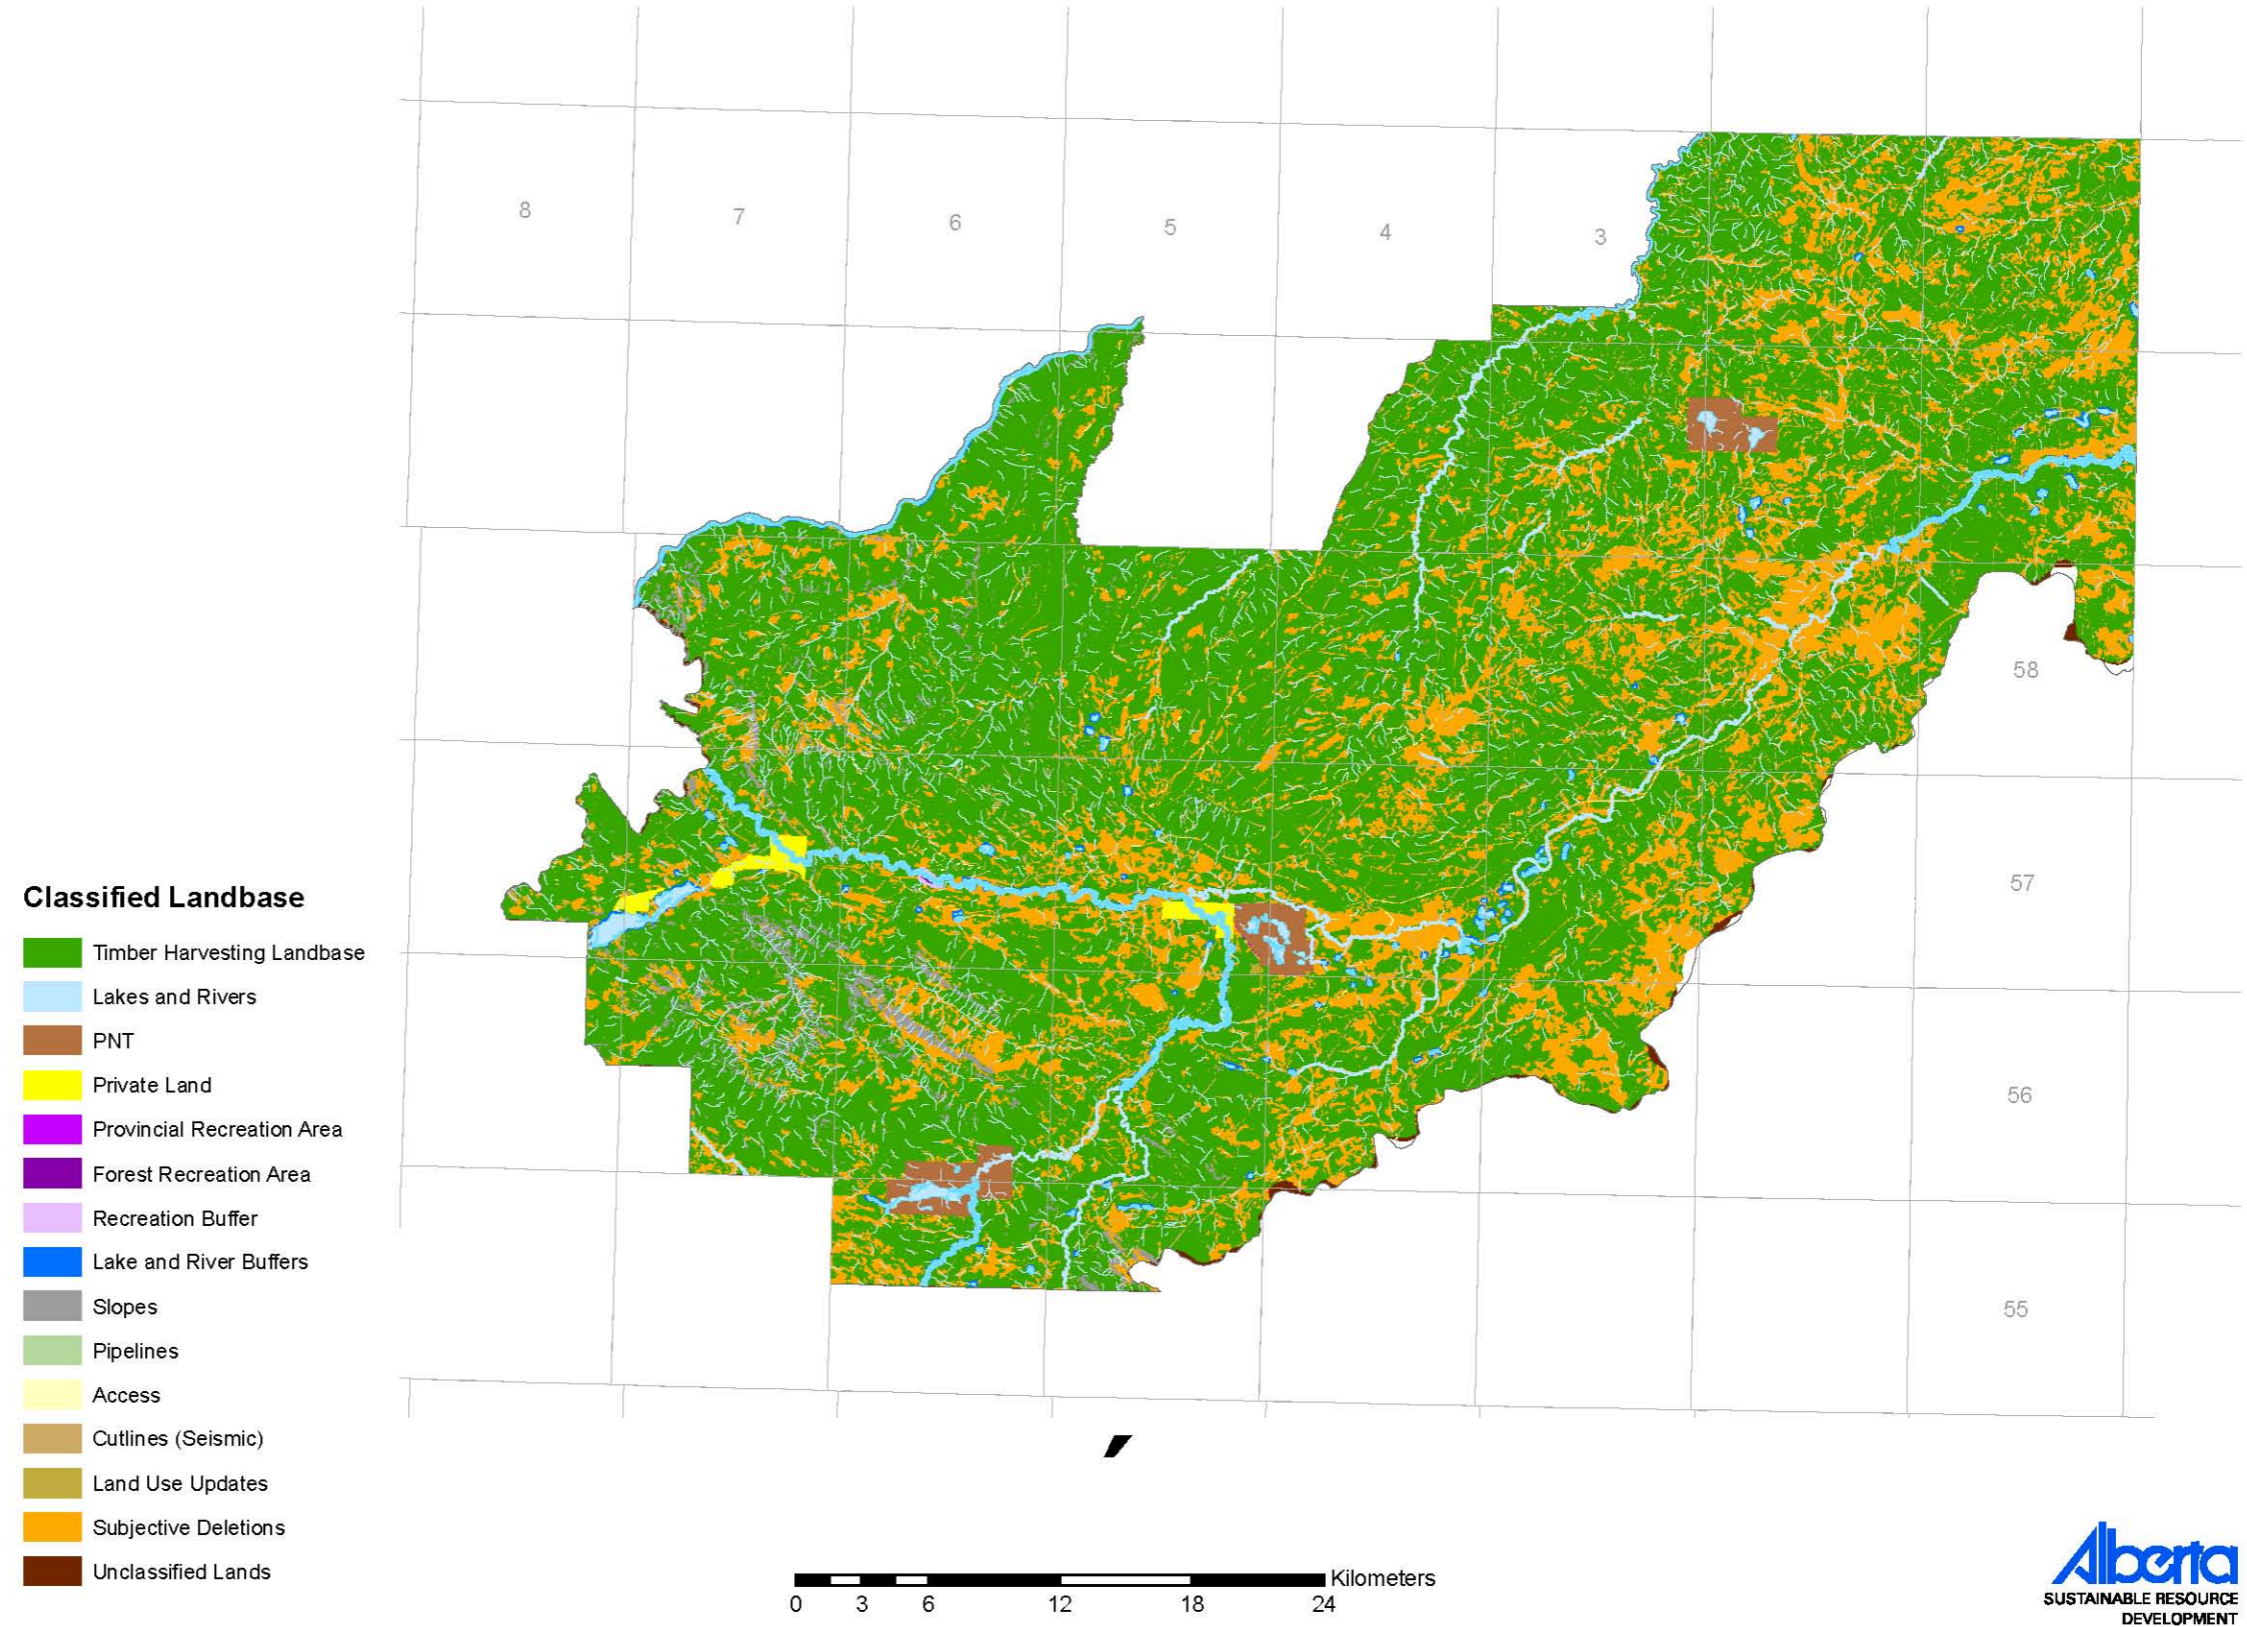 8
7
6
5
4
3
58
57
56
55
Classified Landbase
Timber Harvesting Landbase
Lakes and Rivers
PNT
Private Land
Provincial Recreation Area
Forest Recreation Area
Recreation Buffer
Lake and River Buffers
Slopes
Pipelines
Access
Cutlines (Seismic)
Land Use Updates
Subjective Deletions
Unclassified Lands
Kilometers
0 3 6 12 18 24
Alberta
SUSTAINABLE RESOURCE
DEVELOPMENT